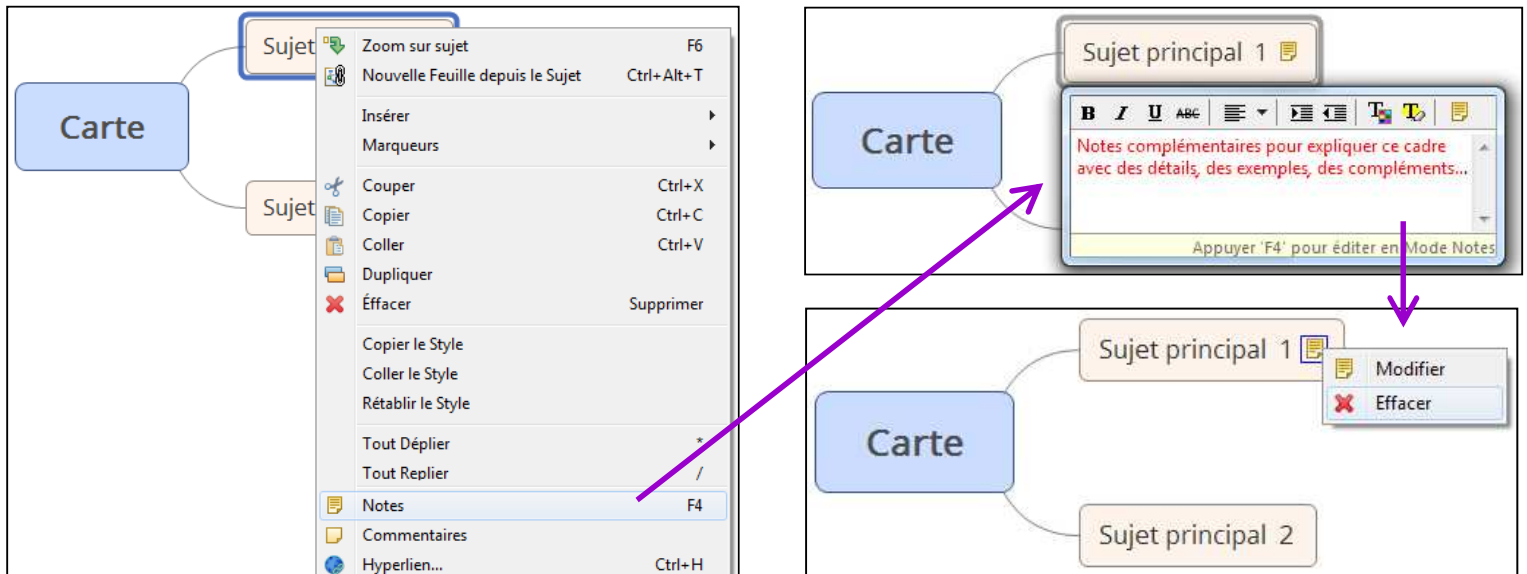 Carte
Sujet
Sujet
Zoom sur sujet F6
Nouvelle Feuille depuis le Sujet Ctrl+Alt+T
Insérer
Marqueurs
Couper Ctrl+X
Copier Ctrl+C
Coller Ctrl+V
Dupliquer
Éffacer Supprimer
Copier le Style
Coller le Style
Rétablir le Style
Tout Déplier *
Tout Replier /
Notes F4
Commentaires
Hyperlien... Ctrl+H
Carte
Sujet principal 1
B I U ABC
Notes complémentaires pour expliquer ce cadre
avec des détails, des exemples, des compléments...
Appuyer 'F4' pour éditer en Mode Notes
Carte
Sujet principal 1
Modifier
Effacer
Sujet principal 2